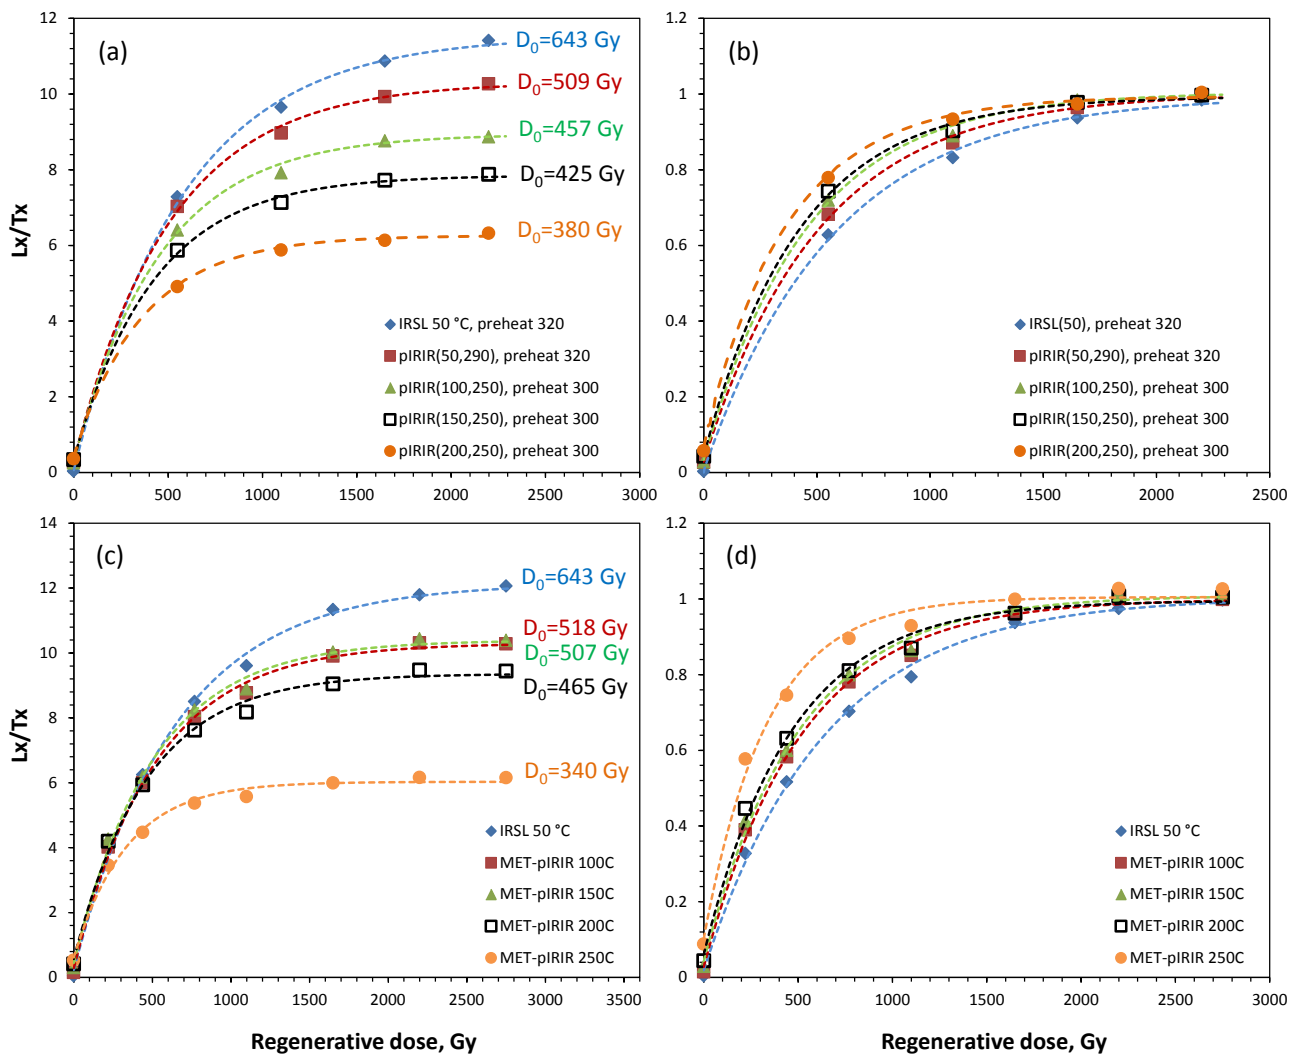 (a)
Lx/Tx
12
10
8
6
4
2
0
0 500 1000 1500 2000 2500 3000
D0=643 Gy
D0=509 Gy
D0=457 Gy
D0=425 Gy
D0=380 Gy
IRSL 50 °C, preheat 320
pIRIR(50,290), preheat 320
pIRIR(100,250), preheat 300
pIRIR(150,250), preheat 300
pIRIR(200,250), preheat 300
(b)
1.2
1
0.8
0.6
0.4
0.2
0
0 500 1000 1500 2000 2500
IRSL(50), preheat 320
pIRIR(50,290), preheat 320
pIRIR(100,250), preheat 300
pIRIR(150,250), preheat 300
pIRIR(200,250), preheat 300
(c)
Lx/Tx
14
12
10
8
6
4
2
0
0 500 1000 1500 2000 2500 3000 3500
D0=643 Gy
D0=518 Gy
D0=507 Gy
D0=465 Gy
D0=340 Gy
IRSL 50 °C
MET-pIRIR 100C
MET-pIRIR 150C
MET-pIRIR 200C
MET-pIRIR 250C
Regenerative dose, Gy
(d)
1.2
1
0.8
0.6
0.4
0.2
0
0 500 1000 1500 2000 2500 3000
IRSL 50 °C
MET-pIRIR 100C
MET-pIRIR 150C
MET-pIRIR 200C
MET-pIRIR 250C
Regenerative dose, Gy